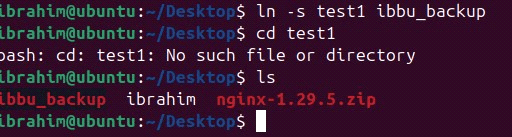 ibrahim@ubuntu:~/Desktop$ ln -s test1 ibbu_backup
ibrahim@ubuntu:~/Desktop$ cd test1
bash: cd: test1: No such file or directory
ibrahim@ubuntu:~/Desktop$ ls
ibbu_backup ibrahim nginx-1.29.5.zip
ibrahim@ubuntu:~/Desktop$